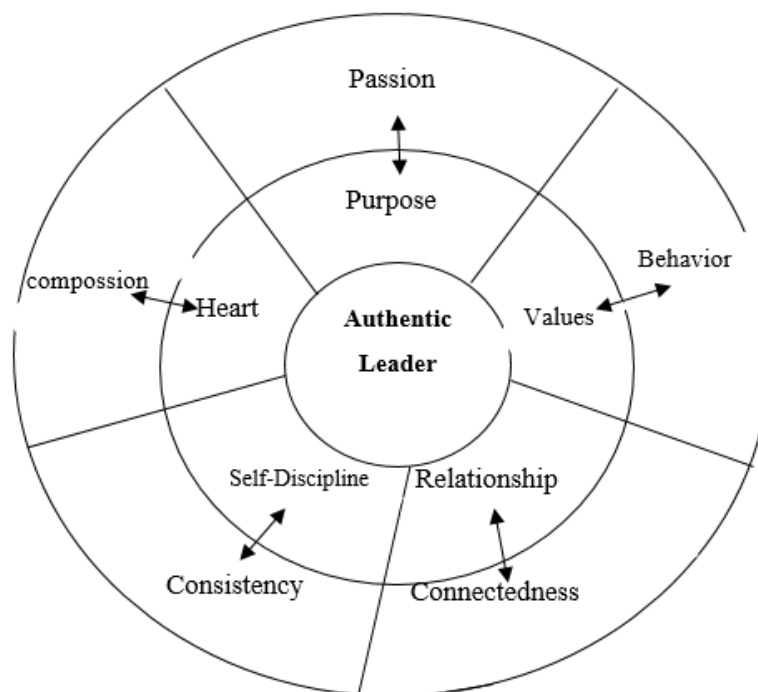 Passion
Purpose
Behavior
compossion
Heart
Values
Authentic
Leader
Self-Discipline
Relationship
Consistency
Connectedness